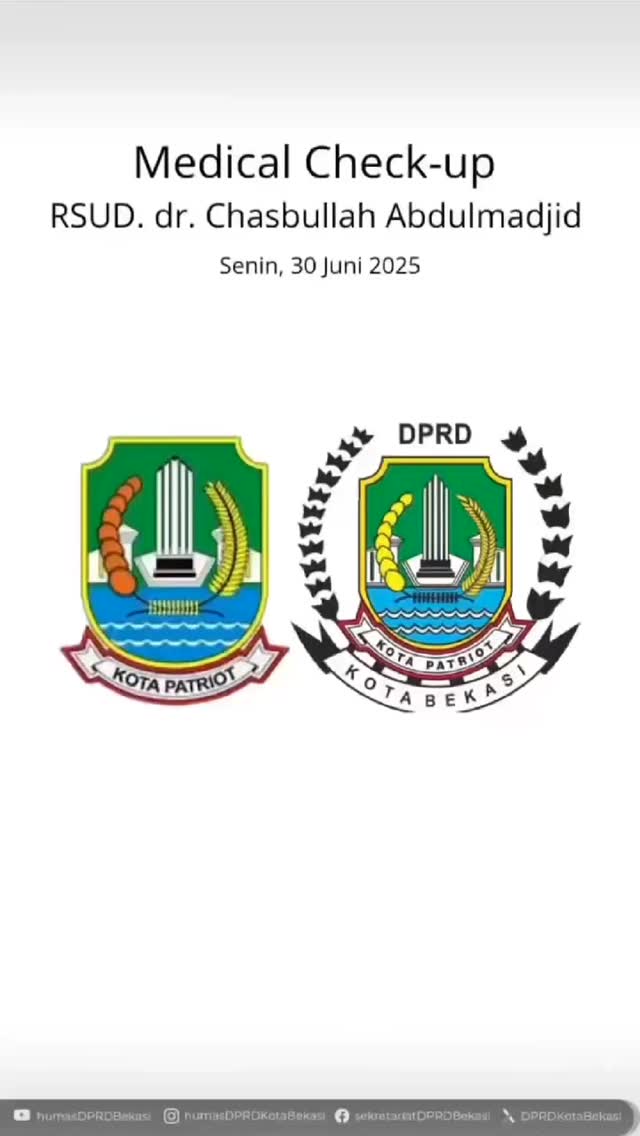 Medical Check-up
RSUD. dr. Chasbullah Abdulmadjid
Senin, 30 Juni 2025
KOTA PATRIOT
DPRD
KOTA PATRIOT
KOTA BEKASI
humasDPRDBekasi humasDPRDKotaBekasi sekretariatDPRDBekasi DPRDKotaBekasi